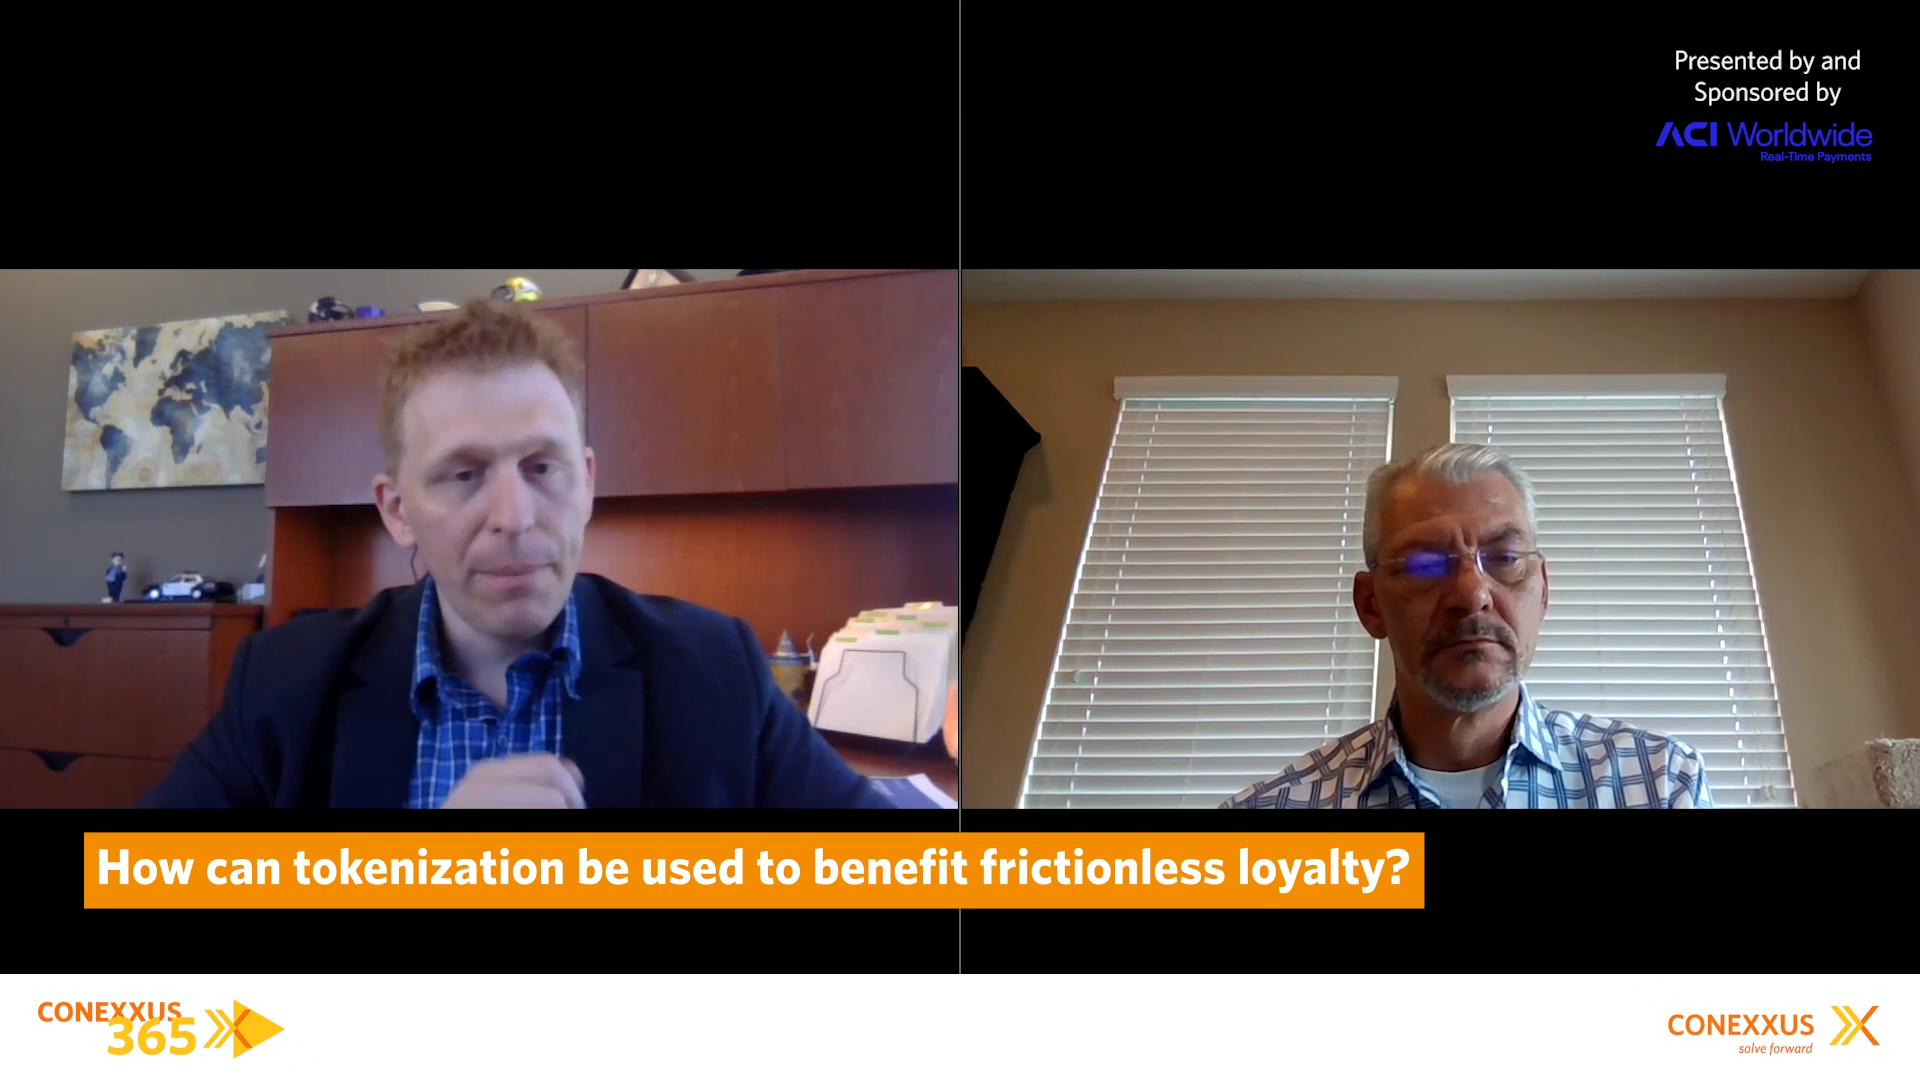 Presented by and
Sponsored by
ACI Worldwide
Real-Time Payments
How can tokenization be used to benefit frictionless loyalty?
CONEXXUS
365
CONEXXUS
solve forward